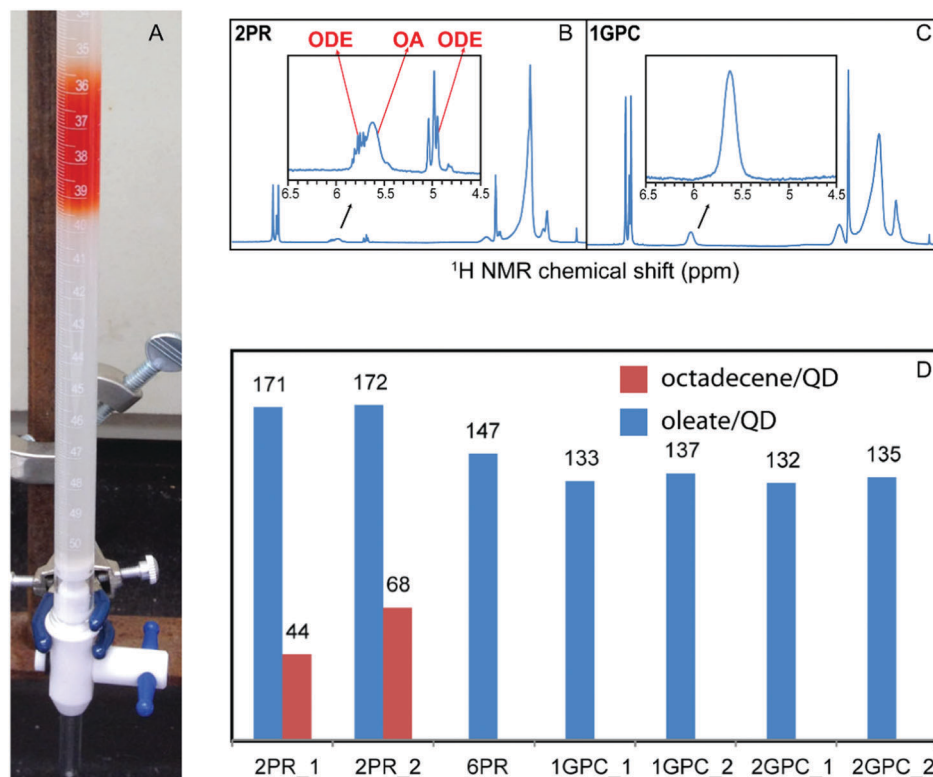 A
34
35
36
37
38
39
40
41
42
43
44
45
46
47
48
49
50
2PR
B
ODE OA ODE
6.5 6 5.5 5 4.5
1GPC
C
6.5 6 5.5 5 4.5
¹H NMR chemical shift (ppm)
D
octadecene/QD
oleate/QD
171
44
172
68
147
133
137
132
135
2PR_1 2PR_2 6PR 1GPC_1 1GPC_2 2GPC_1 2GPC_2